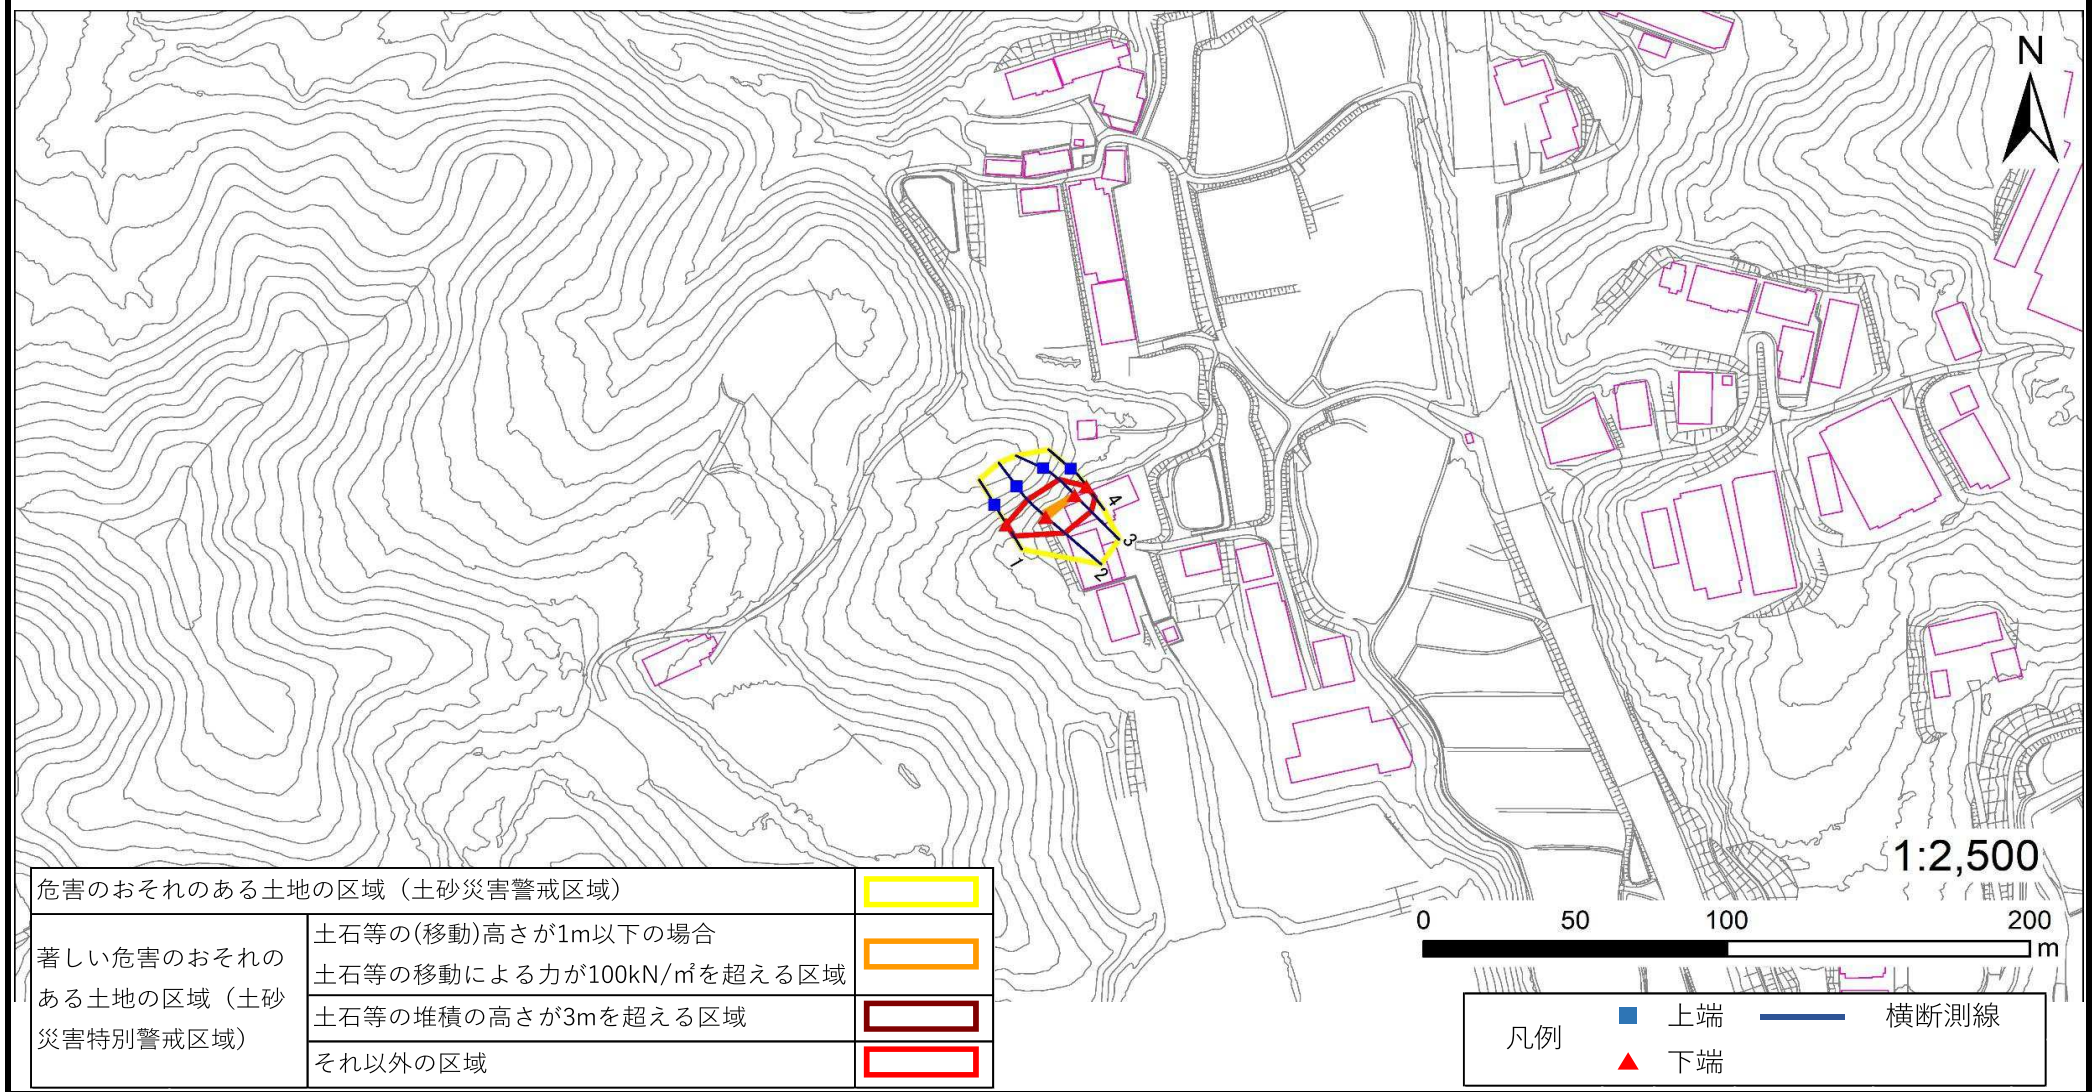 N
4
3
2
1
1:2,500
0 50 100 200
m
危害のおそれのある土地の区域（土砂災害警戒区域）
著しい危害のおそれの
ある土地の区域（土砂
災害特別警戒区域）
土石等の(移動)高さが1m以下の場合
土石等の移動による力が100kN/㎡を超える区域
土石等の堆積の高さが3mを超える区域
それ以外の区域
凡例
上端
横断測線
下端